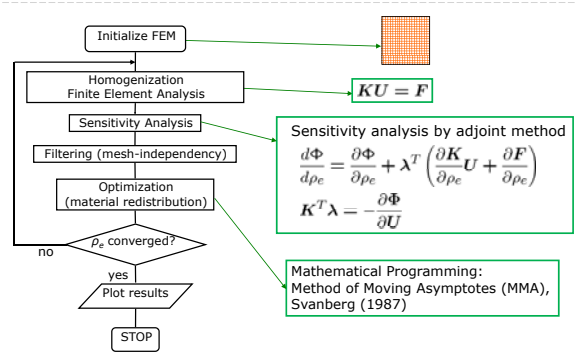 Initialize FEM
Homogenization
Finite Element Analysis
KU = F
Sensitivity Analysis
Sensitivity analysis by adjoint method
dΦ/dρₑ = ∂Φ/∂ρₑ + λᵀ (∂K/∂ρₑ U + ∂F/∂ρₑ)
Kᵀλ = −∂Φ/∂U
Filtering (mesh-independency)
Optimization
(material redistribution)
ρₑ converged?
no
yes
Mathematical Programming:
Method of Moving Asymptotes (MMA),
Svanberg (1987)
Plot results
STOP